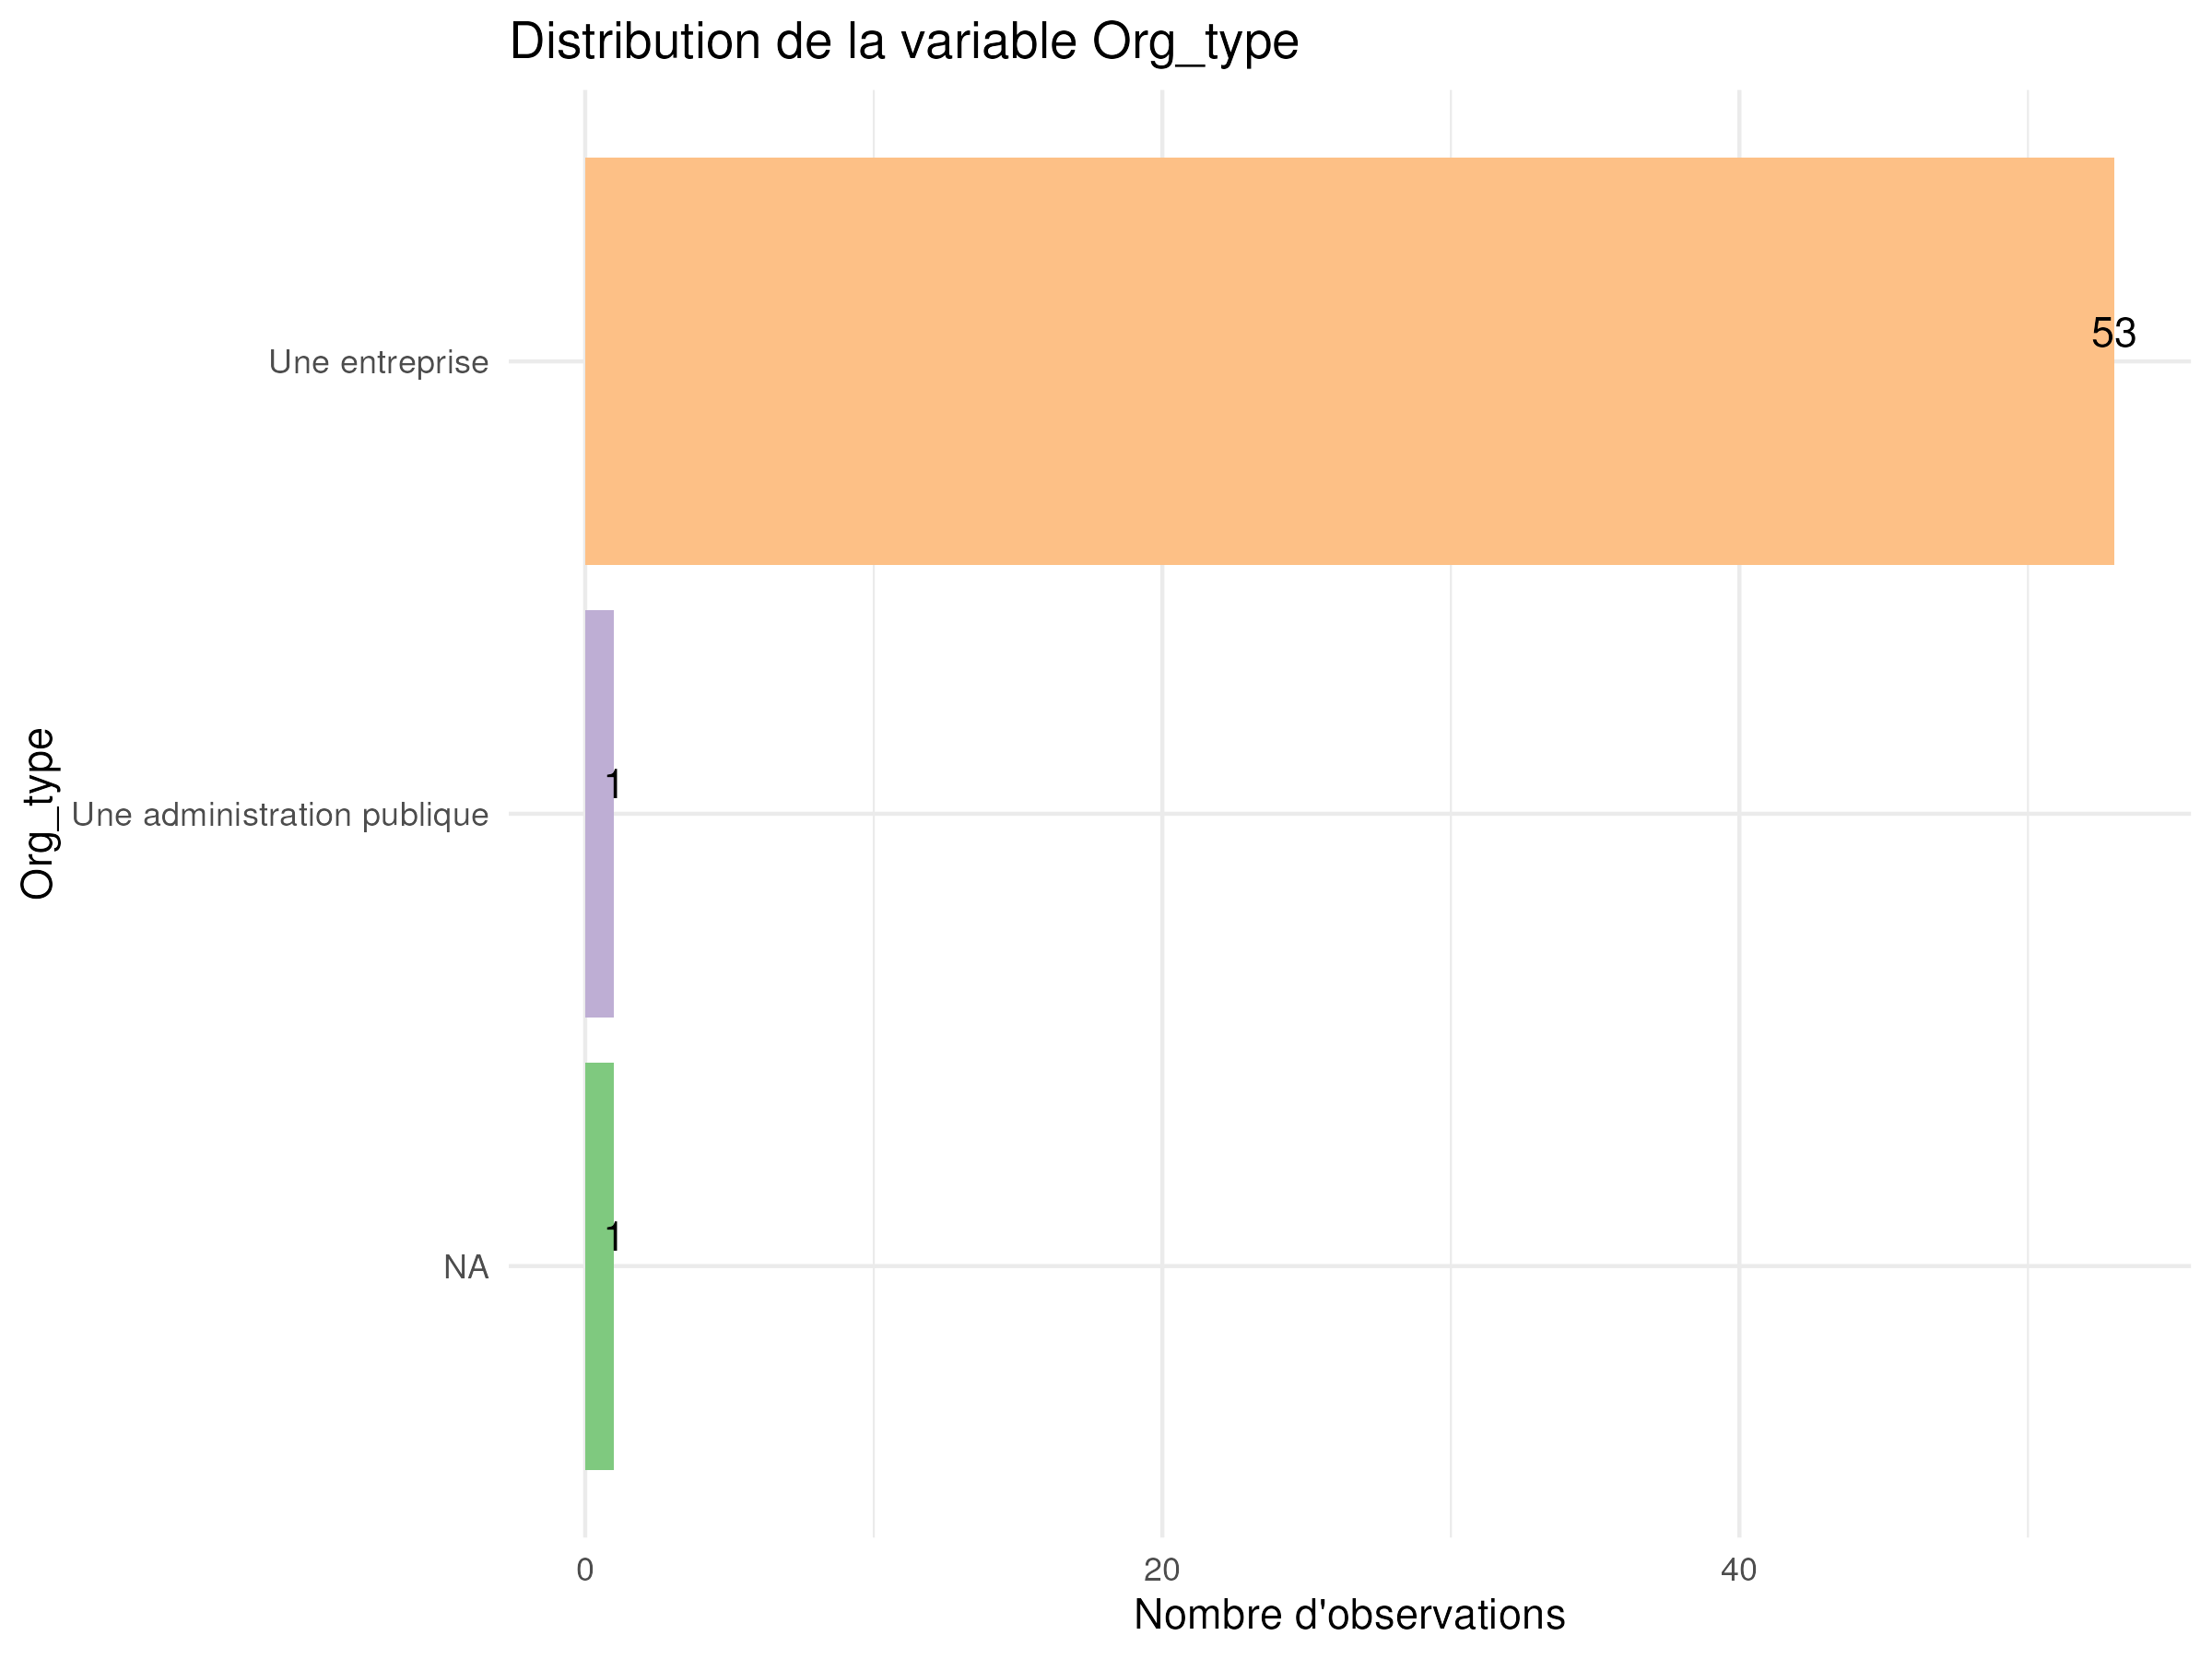 Distribution de la variable Org_type
Une entreprise
53
Org_type
Une administration publique
1
NA
1
0
20
40
Nombre d'observations